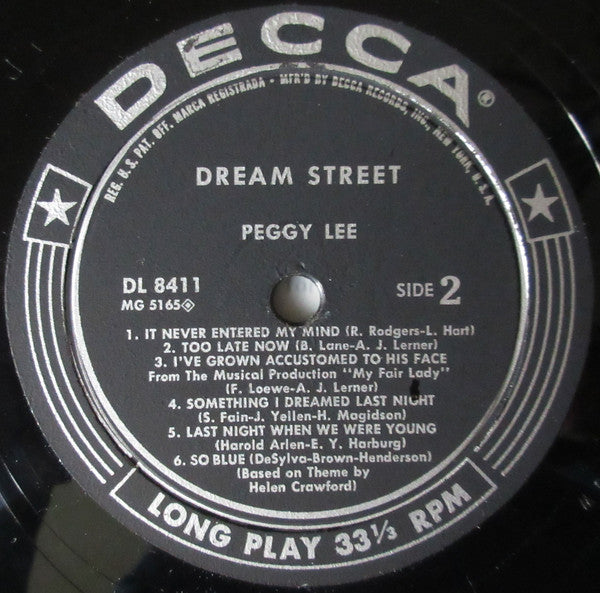 DECCA®
REG. U.S. PAT. OFF. MARCA REGISTRADA - MFR'D BY DECCA RECORDS, INC., NEW YORK, U.S.A.
DREAM STREET
PEGGY LEE
DL 8411
MG 5165
SIDE 2
1. IT NEVER ENTERED MY MIND (R. Rodgers-L. Hart)
2. TOO LATE NOW (B. Lane-A. J. Lerner)
3. I'VE GROWN ACCUSTOMED TO HIS FACE
From The Musical Production "My Fair Lady"
(F. Loewe-A. J. Lerner)
4. SOMETHING I DREAMED LAST NIGHT
(S. Fain-J. Yellen-H. Magidson)
5. LAST NIGHT WHEN WE WERE YOUNG
(Harold Arlen-E. Y. Harburg)
6. SO BLUE (DeSylva-Brown-Henderson)
(Based on Theme by
Helen Crawford)
LONG PLAY 33⅓ RPM